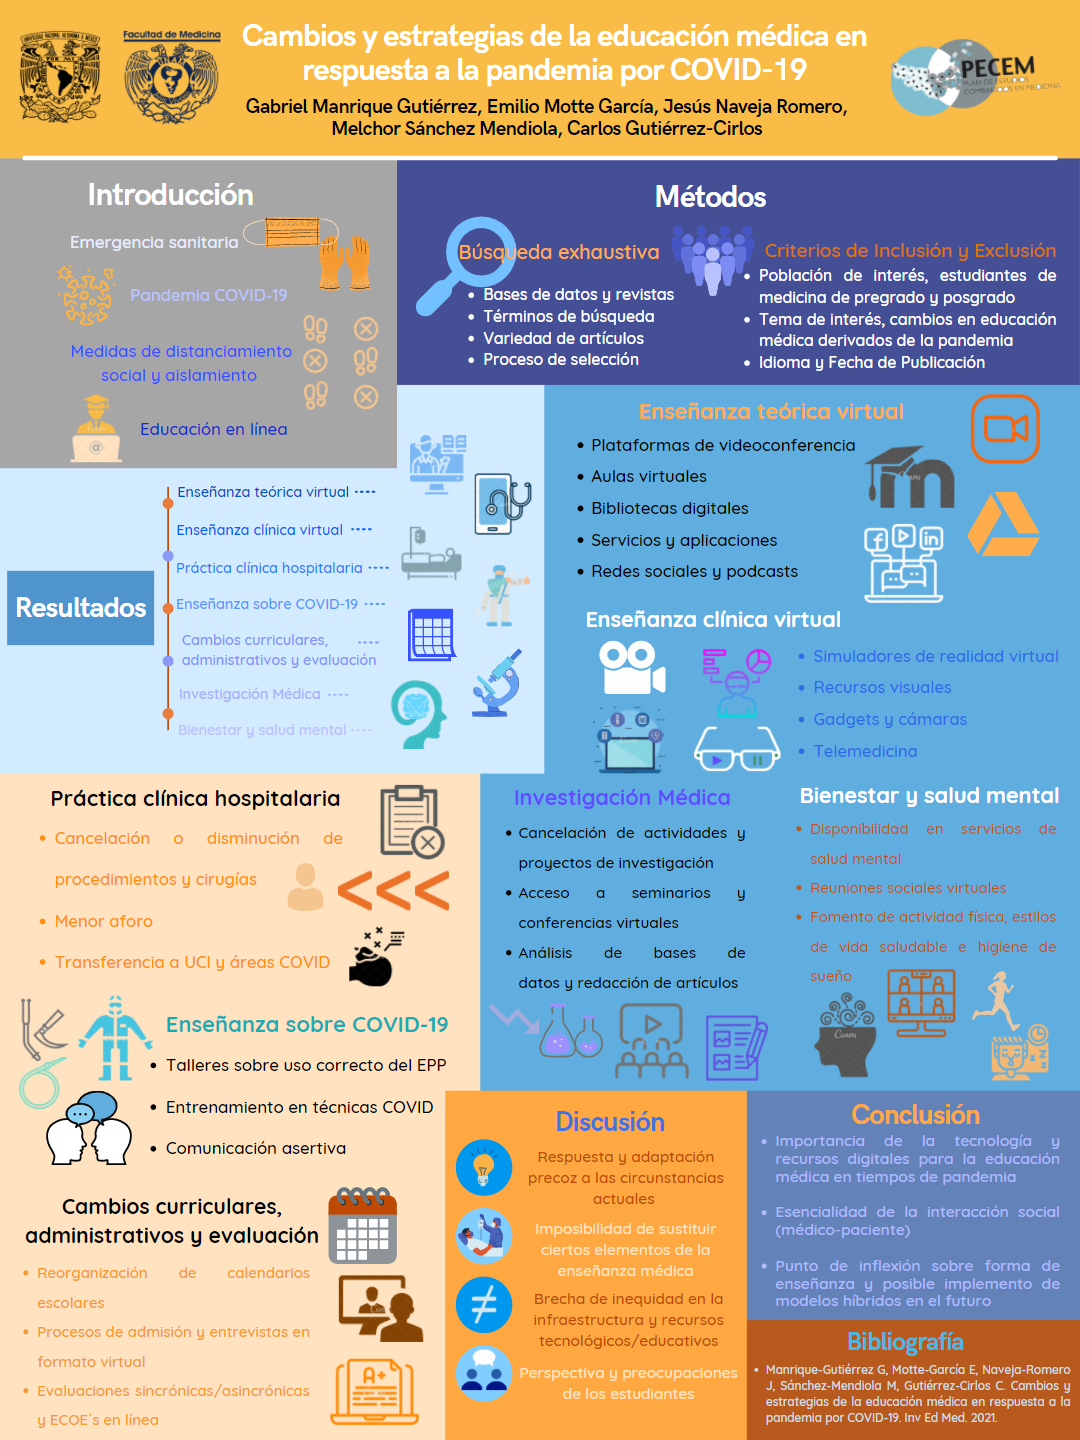 Cambios y estrategias de la educación médica en
respuesta a la pandemia por COVID-19
Gabriel Manrique Gutiérrez, Emilio Motte García, Jesús Naveja Romero,
Melchor Sánchez Mendiola, Carlos Gutiérrez-Cirlos
Facultad de Medicina
PECEM
PLAN DE ESTUDIOS
COMBINADOS EN MEDICINA
Introducción
Emergencia sanitaria
Pandemia COVID-19
Medidas de distanciamiento
social y aislamiento
Educación en línea
@
Métodos
Búsqueda exhaustiva
• Bases de datos y revistas
• Términos de búsqueda
• Variedad de artículos
• Proceso de selección
Criterios de Inclusión y Exclusión
• Población de interés, estudiantes de
medicina de pregrado y posgrado
• Tema de interés, cambios en educación
médica derivados de la pandemia
• Idioma y Fecha de Publicación
Resultados
Enseñanza teórica virtual ----
Enseñanza clínica virtual ----
Práctica clínica hospitalaria ----
Enseñanza sobre COVID-19 ----
Cambios curriculares, ----
administrativos y evaluación
Investigación Médica ----
Bienestar y salud mental ----
Enseñanza teórica virtual
• Plataformas de videoconferencia
• Aulas virtuales
• Bibliotecas digitales
• Servicios y aplicaciones
• Redes sociales y podcasts
m
f
in
Enseñanza clínica virtual
• Simuladores de realidad virtual
• Recursos visuales
• Gadgets y cámaras
• Telemedicina
Práctica clínica hospitalaria
• Cancelación o disminución de
procedimientos y cirugías
• Menor aforo
• Transferencia a UCI y áreas COVID
<<<
Investigación Médica
• Cancelación de actividades y
proyectos de investigación
• Acceso a seminarios y
conferencias virtuales
• Análisis de bases de
datos y redacción de artículos
Bienestar y salud mental
• Disponibilidad en servicios de
salud mental
• Reuniones sociales virtuales
• Fomento de actividad física, estilos
de vida saludable e higiene de
sueño
Canva
Enseñanza sobre COVID-19
• Talleres sobre uso correcto del EPP
• Entrenamiento en técnicas COVID
• Comunicación asertiva
Cambios curriculares,
administrativos y evaluación
• Reorganización de calendarios
escolares
• Procesos de admisión y entrevistas en
formato virtual
• Evaluaciones sincrónicas/asincrónicas
y ECOE´s en línea
A+
Discusión
Respuesta y adaptación
precoz a las circunstancias
actuales
Imposibilidad de sustituir
ciertos elementos de la
enseñanza médica
≠
Brecha de inequidad en la
infraestructura y recursos
tecnológicos/educativos
Perspectiva y preocupaciones
de los estudiantes
Conclusión
• Importancia de la tecnología y
recursos digitales para la educación
médica en tiempos de pandemia
• Esencialidad de la interacción social
(médico-paciente)
• Punto de inflexión sobre forma de
enseñanza y posible implemento de
modelos híbridos en el futuro
Bibliografía
• Manrique-Gutiérrez G, Motte-García E, Naveja-Romero
J, Sánchez-Mendiola M, Gutiérrez-Cirlos C. Cambios y
estrategias de la educación médica en respuesta a la
pandemia por COVID-19. Inv Ed Med. 2021.